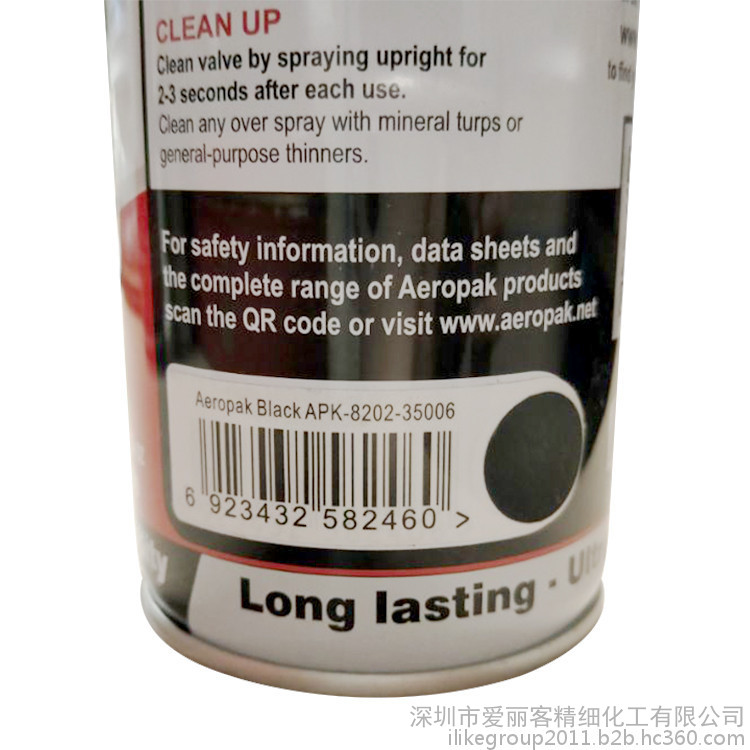 CLEAN UP
Clean valve by spraying upright for
2-3 seconds after each use.
Clean any over spray with mineral turps or
general-purpose thinners.
to find
For safety information, data sheets and
the complete range of Aeropak products
scan the QR code or visit www.aeropak.net
Aeropak Black APK-8202-35006
6 923432 582460 >
Long lasting -
深圳市爱丽客精细化工有限公司
ilikegroup2011.b2b.hc360.com